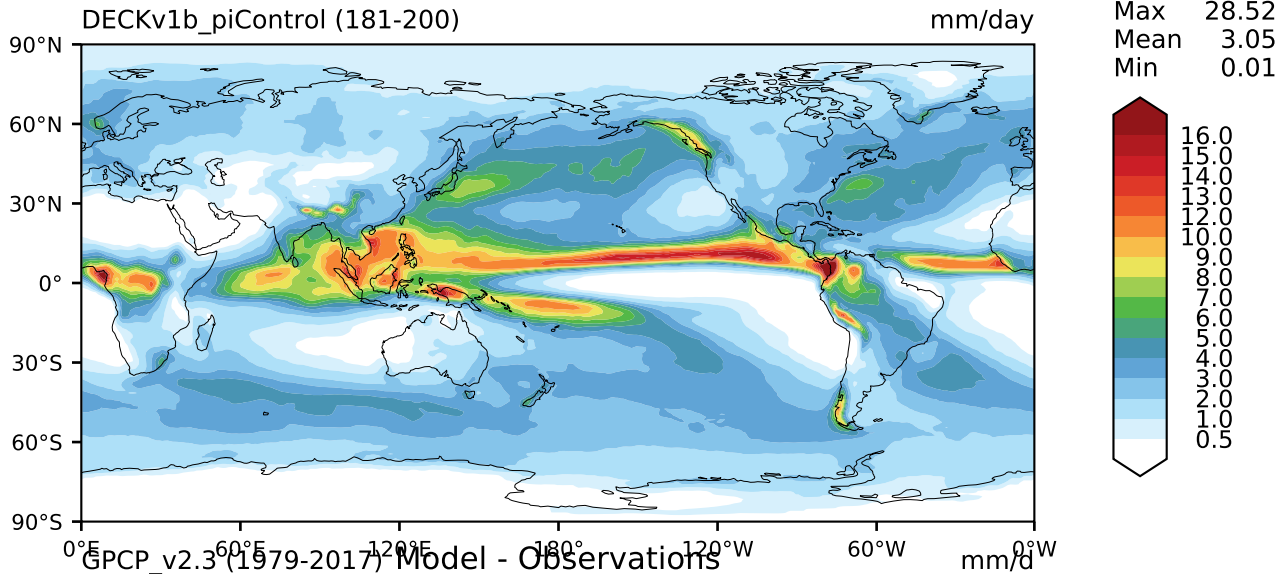 DECKv1b_piControl (181-200) mm/day
Max 28.52
Mean 3.05
Min 0.01
90°N
60°N
30°N
0°
30°S
60°S
90°S
16.0
15.0
14.0
13.0
12.0
10.0
9.0
8.0
7.0
6.0
5.0
4.0
3.0
2.0
1.0
0.5
0°E 60°E 120°E 180° 120°W 60°W 0°W
GPCP_v2.3 (1979-2017) Model - Observations mm/d